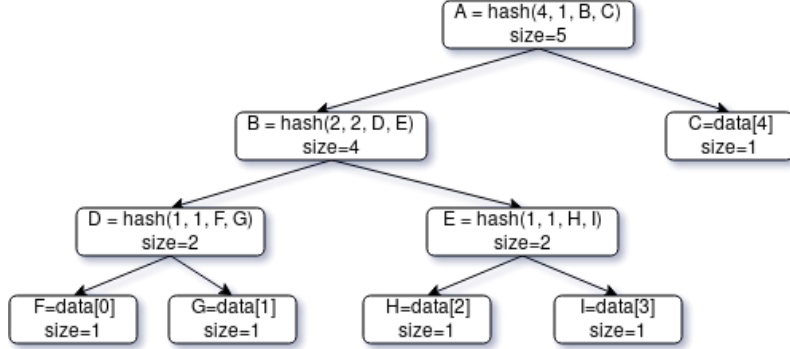 A = hash(4, 1, B, C)
size=5
B = hash(2, 2, D, E)
size=4
C=data[4]
size=1
D = hash(1, 1, F, G)
size=2
E = hash(1, 1, H, I)
size=2
F=data[0]
size=1
G=data[1]
size=1
H=data[2]
size=1
I=data[3]
size=1